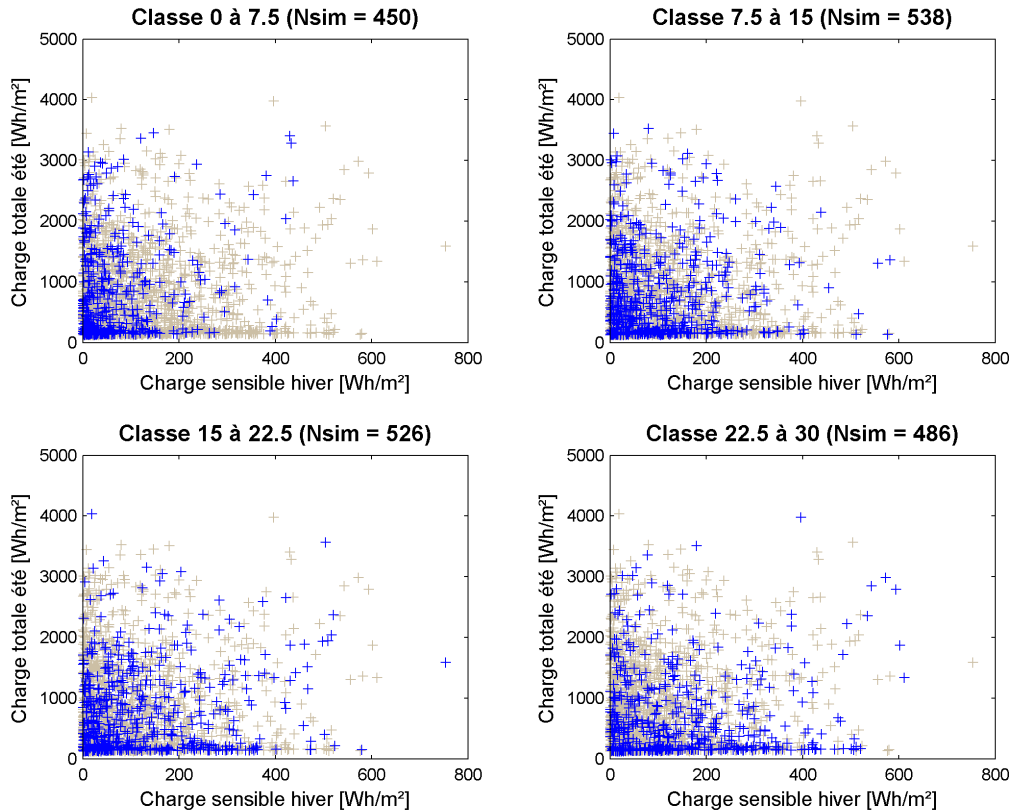 Classe 0 à 7.5 (Nsim = 450)
5000
4000
3000
2000
1000
0
Charge totale été [Wh/m²]
0 200 400 600 800
Charge sensible hiver [Wh/m²]
Classe 7.5 à 15 (Nsim = 538)
5000
4000
3000
2000
1000
0
Charge totale été [Wh/m²]
0 200 400 600 800
Charge sensible hiver [Wh/m²]
Classe 15 à 22.5 (Nsim = 526)
5000
4000
3000
2000
1000
0
Charge totale été [Wh/m²]
0 200 400 600 800
Charge sensible hiver [Wh/m²]
Classe 22.5 à 30 (Nsim = 486)
5000
4000
3000
2000
1000
0
Charge totale été [Wh/m²]
0 200 400 600 800
Charge sensible hiver [Wh/m²]